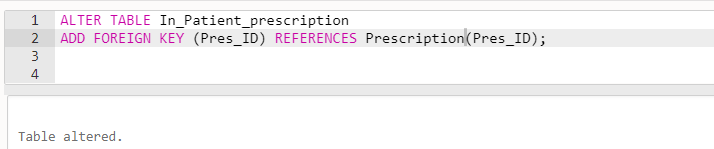 1 ALTER TABLE In_Patient_prescription
2 ADD FOREIGN KEY (Pres_ID) REFERENCES Prescription(Pres_ID);
3
4
Table altered.